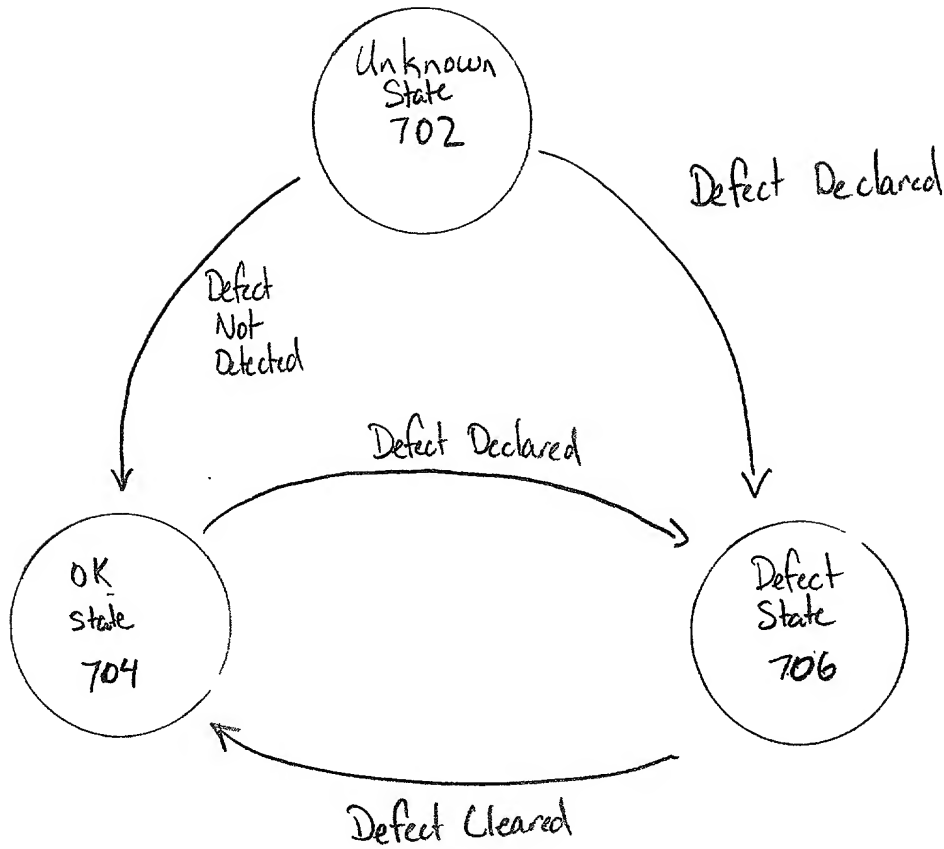 Unknown
State
702
Defect Declared
Defect
Not
Detected
Defect Declared
OK
state
704
Defect
State
706
Defect Cleared